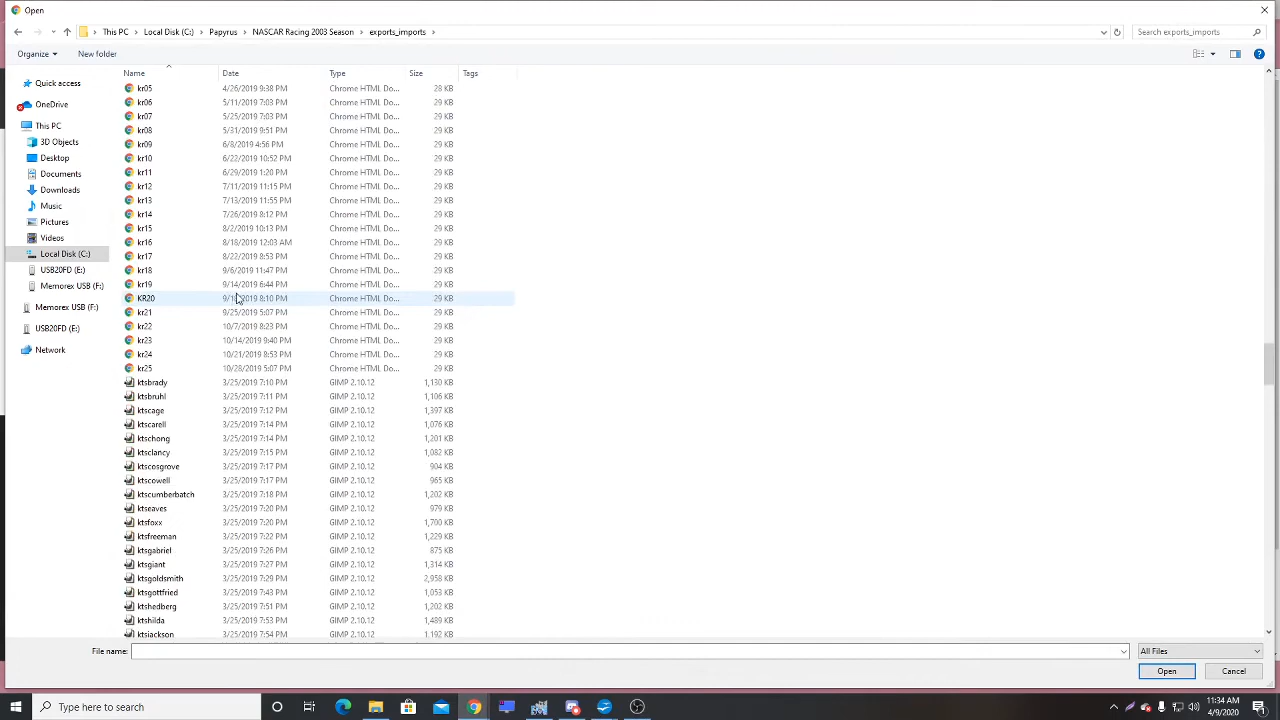 Open
This PC > Local Disk (C:) > Papyrus > NASCAR Racing 2003 Season > exports_imports >
Search exports_imports
Organize
New folder
Name Date Type Size Tags
Quick access
OneDrive
This PC
3D Objects
Desktop
Documents
Downloads
Music
Pictures
Videos
Local Disk (C:)
USB20FD (E:)
Memorex USB (F:)
Memorex USB (F:)
USB20FD (E:)
Network
kr05 4/26/2019 9:38 PM Chrome HTML Do... 28 KB
kr06 5/11/2019 7:03 PM Chrome HTML Do... 29 KB
kr07 5/25/2019 7:03 PM Chrome HTML Do... 29 KB
kr08 5/31/2019 9:51 PM Chrome HTML Do... 29 KB
kr09 6/8/2019 4:56 PM Chrome HTML Do... 29 KB
kr10 6/22/2019 10:52 PM Chrome HTML Do... 29 KB
kr11 6/29/2019 1:20 PM Chrome HTML Do... 29 KB
kr12 7/11/2019 11:15 PM Chrome HTML Do... 29 KB
kr13 7/13/2019 11:55 PM Chrome HTML Do... 29 KB
kr14 7/26/2019 8:12 PM Chrome HTML Do... 29 KB
kr15 8/2/2019 10:13 PM Chrome HTML Do... 29 KB
kr16 8/18/2019 12:03 AM Chrome HTML Do... 29 KB
kr17 8/22/2019 8:53 PM Chrome HTML Do... 29 KB
kr18 9/6/2019 11:47 PM Chrome HTML Do... 29 KB
kr19 9/14/2019 6:44 PM Chrome HTML Do... 29 KB
KR20 8:10 PM Chrome HTML Do... 29 KB
kr21 9/25/2019 5:07 PM Chrome HTML Do... 29 KB
kr22 10/7/2019 8:23 PM Chrome HTML Do... 29 KB
kr23 10/14/2019 9:40 PM Chrome HTML Do... 29 KB
kr24 10/21/2019 8:53 PM Chrome HTML Do... 29 KB
kr25 10/28/2019 5:07 PM Chrome HTML Do... 29 KB
ktsbrady 3/25/2019 7:10 PM GIMP 2.10.12 1,130 KB
ktsbruhl 3/25/2019 7:11 PM GIMP 2.10.12 1,106 KB
ktscage 3/25/2019 7:12 PM GIMP 2.10.12 1,397 KB
ktscarell 3/25/2019 7:14 PM GIMP 2.10.12 1,076 KB
ktschong 3/25/2019 7:14 PM GIMP 2.10.12 1,201 KB
ktsclancy 3/25/2019 7:15 PM GIMP 2.10.12 1,082 KB
ktscosgrove 3/25/2019 7:17 PM GIMP 2.10.12 904 KB
ktscowell 3/25/2019 7:17 PM GIMP 2.10.12 965 KB
ktscumberbatch 3/25/2019 7:18 PM GIMP 2.10.12 1,202 KB
ktseaves 3/25/2019 7:20 PM GIMP 2.10.12 979 KB
ktsfoxx 3/25/2019 7:20 PM GIMP 2.10.12 1,700 KB
ktsfreeman 3/25/2019 7:22 PM GIMP 2.10.12 1,229 KB
ktsgabriel 3/25/2019 7:26 PM GIMP 2.10.12 875 KB
ktsgiant 3/25/2019 7:27 PM GIMP 2.10.12 1,314 KB
ktsgoldsmith 3/25/2019 7:29 PM GIMP 2.10.12 2,958 KB
ktsgottfried 3/25/2019 7:29 PM GIMP 2.10.12 1,053 KB
ktshedberg 3/25/2019 7:51 PM GIMP 2.10.12 1,202 KB
ktshilda 3/25/2019 7:51 PM GIMP 2.10.12 1,489 KB
ktsjackson 3/25/2019 7:54 PM GIMP 2.10.12 1,192 KB
File name:
All Files
Open
Cancel
Type here to search
11:34 AM
4/9/2020